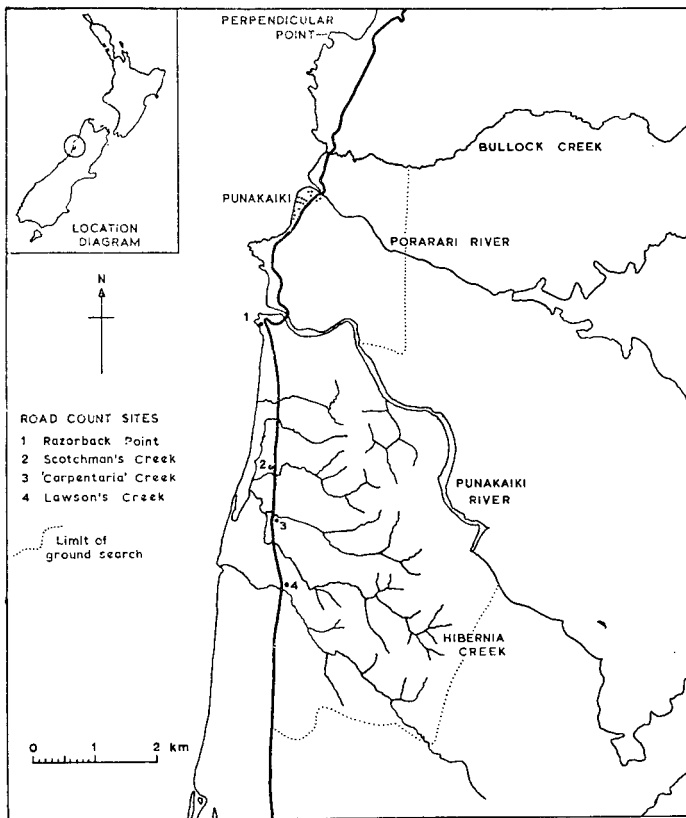 PERPENDICULAR
POINT
BULLOCK CREEK
PUNAKAIKI
LOCATION
DIAGRAM
PORARARI RIVER
N
1
ROAD COUNT SITES
1 Razorback Point
2 Scotchman's Creek
3 'Carpentaria' Creek
4 Lawson's Creek
2
PUNAKAIKI
RIVER
3
Limit of
ground search
4
HIBERNIA
CREEK
0 1 2 km